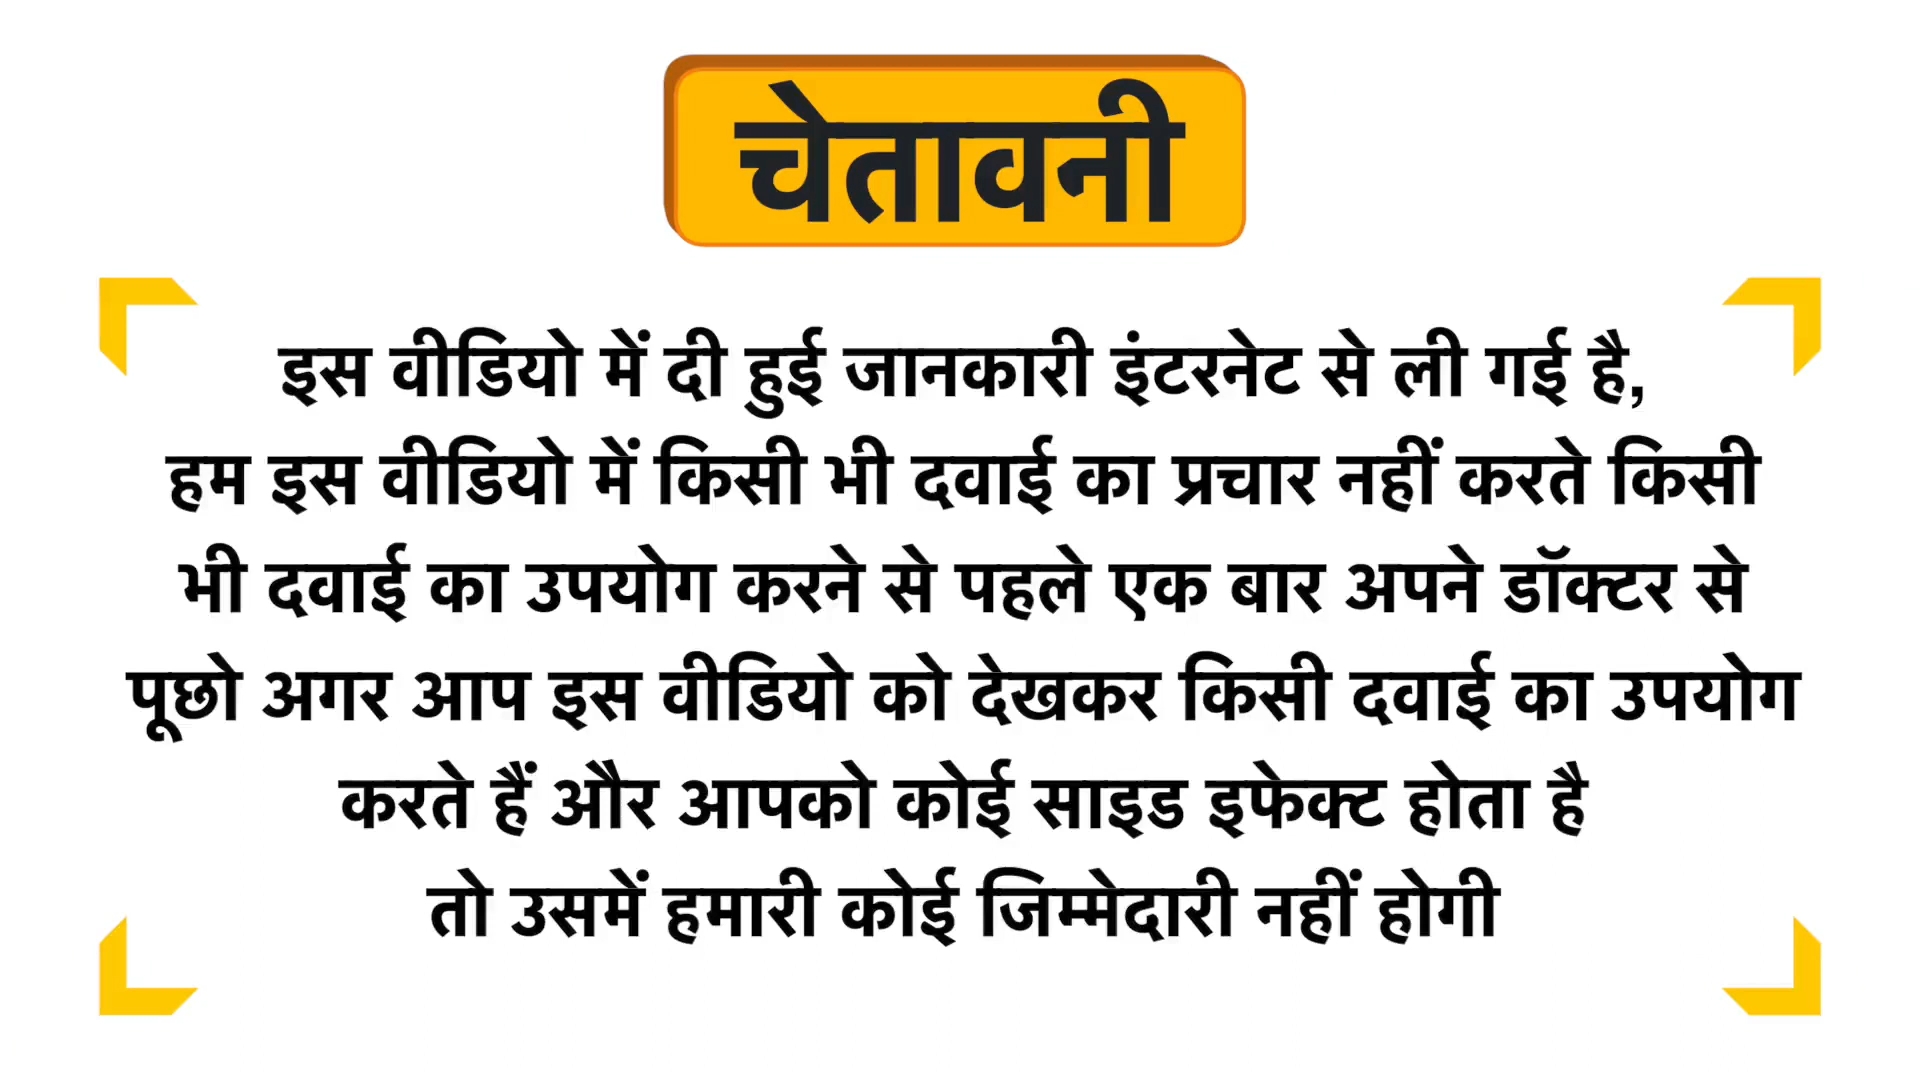 चेतावनी
इस वीडियो में दी हुई जानकारी इंटरनेट से ली गई है,
हम इस वीडियो में किसी भी दवाई का प्रचार नहीं करते किसी
भी दवाई का उपयोग करने से पहले एक बार अपने डॉक्टर से
पूछो अगर आप इस वीडियो को देखकर किसी दवाई का उपयोग
करते हैं और आपको कोई साइड इफेक्ट होता है
तो उसमें हमारी कोई जिम्मेदारी नहीं होगी